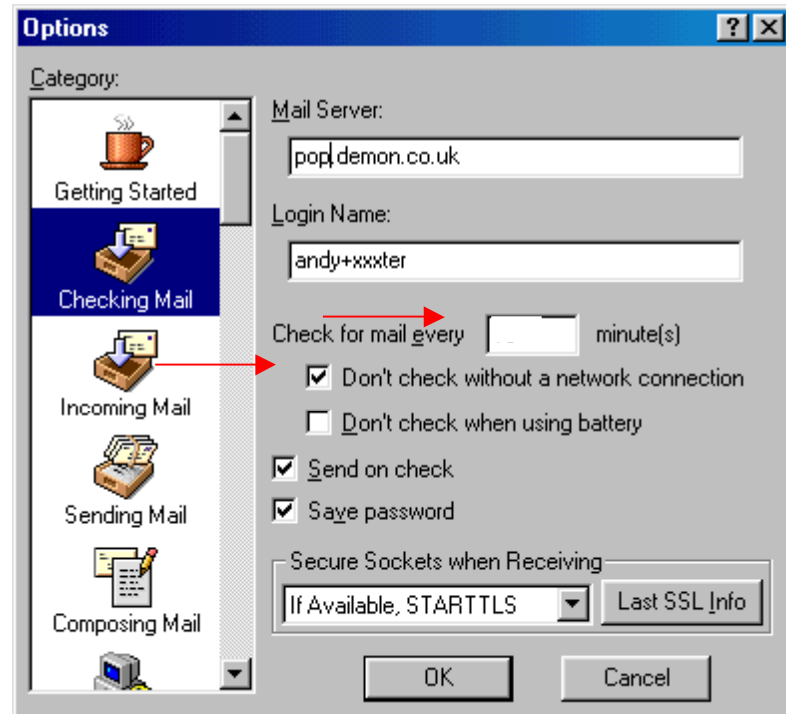 Options
Category:
Getting Started
Checking Mail
Incoming Mail
Sending Mail
Composing Mail
Mail Server:
pop.demon.co.uk
Login Name:
andy+xxxter
Check for mail every minute(s)
Don't check without a network connection
Don't check when using battery
Send on check
Save password
Secure Sockets when Receiving
If Available, STARTTLS
Last SSL Info
OK
Cancel